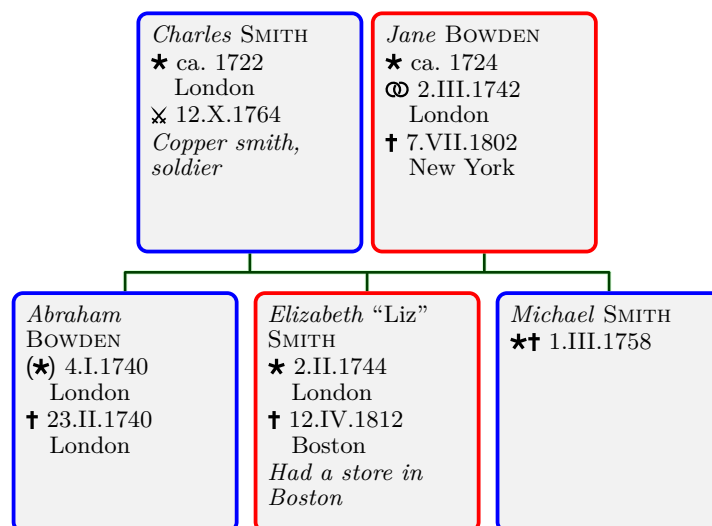 Charles SMITH
* ca. 1722
London
⚔ 12.X.1764
Copper smith,
soldier
Jane BOWDEN
* ca. 1724
⚭ 2.III.1742
London
† 7.VII.1802
New York
Abraham
BOWDEN
(*) 4.I.1740
London
† 23.II.1740
London
Elizabeth “Liz”
SMITH
* 2.II.1744
London
† 12.IV.1812
Boston
Had a store in
Boston
Michael SMITH
*† 1.III.1758